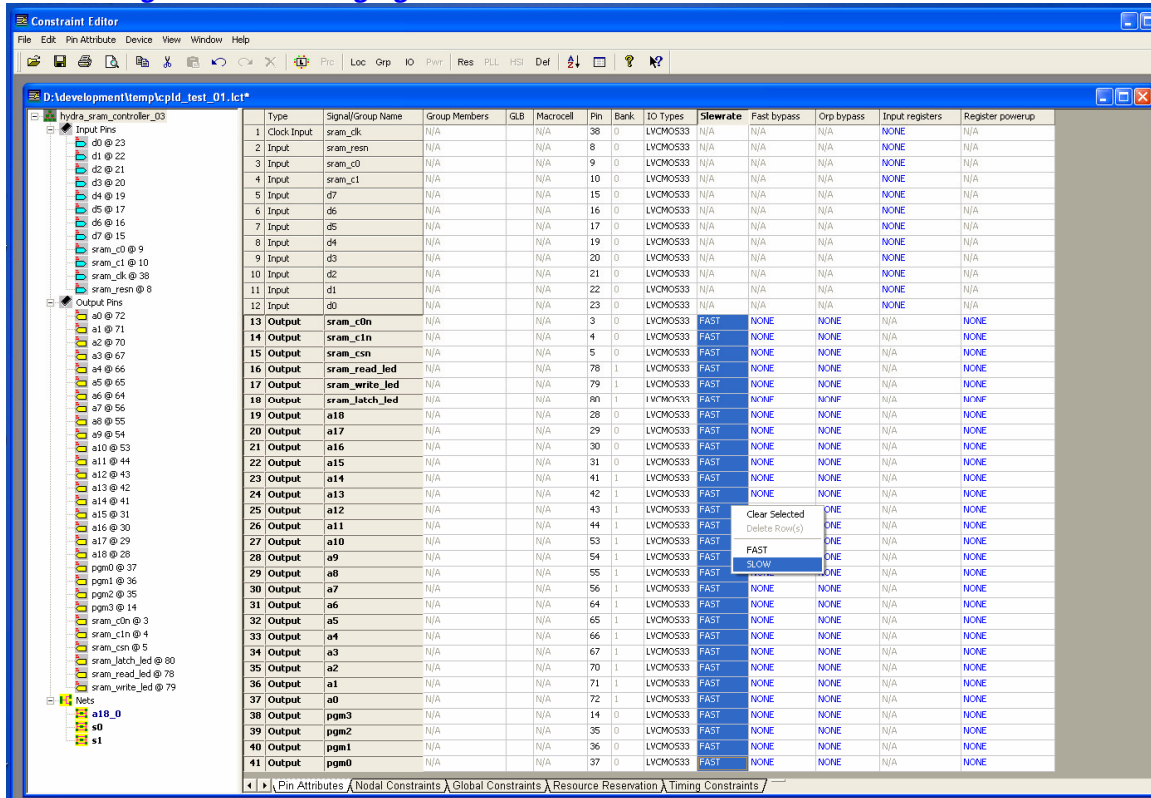 Constraint Editor
File Edit Pin Attribute Device View Window Help
Prc Loc Grp IO Pwr Res PLL HSI Def
D:\development\temp\cpld_test_01.lct*
hydra_sram_controller_03
Input Pins
d0 @ 23
d1 @ 22
d2 @ 21
d3 @ 20
d4 @ 19
d5 @ 17
d6 @ 16
d7 @ 15
sram_c0 @ 9
sram_c1 @ 10
sram_clk @ 38
sram_resn @ 8
Output Pins
a0 @ 72
a1 @ 71
a2 @ 70
a3 @ 67
a4 @ 66
a5 @ 65
a6 @ 64
a7 @ 56
a8 @ 55
a9 @ 54
a10 @ 53
a11 @ 44
a12 @ 43
a13 @ 42
a14 @ 41
a15 @ 31
a16 @ 30
a17 @ 29
a18 @ 28
pgm0 @ 37
pgm1 @ 36
pgm2 @ 35
pgm3 @ 14
sram_c0n @ 3
sram_c1n @ 4
sram_csn @ 5
sram_latch_led @ 80
sram_read_led @ 78
sram_write_led @ 79
Nets
a18_0
s0
s1
Type Signal/Group Name Group Members GLB Macrocell Pin Bank IO Types Slewrate Fast bypass Orp bypass Input registers Register powerup
1 Clock Input sram_clk N/A N/A 38 0 LVCMOS33 N/A N/A N/A NONE N/A
2 Input sram_resn N/A N/A 8 0 LVCMOS33 N/A N/A N/A NONE N/A
3 Input sram_c0 N/A N/A 9 0 LVCMOS33 N/A N/A N/A NONE N/A
4 Input sram_c1 N/A N/A 10 0 LVCMOS33 N/A N/A N/A NONE N/A
5 Input d7 N/A N/A 15 0 LVCMOS33 N/A N/A N/A NONE N/A
6 Input d6 N/A N/A 16 0 LVCMOS33 N/A N/A N/A NONE N/A
7 Input d5 N/A N/A 17 0 LVCMOS33 N/A N/A N/A NONE N/A
8 Input d4 N/A N/A 19 0 LVCMOS33 N/A N/A N/A NONE N/A
9 Input d3 N/A N/A 20 0 LVCMOS33 N/A N/A N/A NONE N/A
10 Input d2 N/A N/A 21 0 LVCMOS33 N/A N/A N/A NONE N/A
11 Input d1 N/A N/A 22 0 LVCMOS33 N/A N/A N/A NONE N/A
12 Input d0 N/A N/A 23 0 LVCMOS33 N/A N/A N/A NONE N/A
13 Output sram_c0n N/A N/A 3 0 LVCMOS33 FAST NONE NONE N/A NONE
14 Output sram_c1n N/A N/A 4 0 LVCMOS33 FAST NONE NONE N/A NONE
15 Output sram_csn N/A N/A 5 0 LVCMOS33 FAST NONE NONE N/A NONE
16 Output sram_read_led N/A N/A 78 1 LVCMOS33 FAST NONE NONE N/A NONE
17 Output sram_write_led N/A N/A 79 1 LVCMOS33 FAST NONE NONE N/A NONE
18 Output sram_latch_led N/A N/A 80 1 LVCMOS33 FAST NONE NONE N/A NONE
19 Output a18 N/A N/A 28 0 LVCMOS33 FAST NONE NONE N/A NONE
20 Output a17 N/A N/A 29 0 LVCMOS33 FAST NONE NONE N/A NONE
21 Output a16 N/A N/A 30 0 LVCMOS33 FAST NONE NONE N/A NONE
22 Output a15 N/A N/A 31 0 LVCMOS33 FAST NONE NONE N/A NONE
23 Output a14 N/A N/A 41 1 LVCMOS33 FAST NONE NONE N/A NONE
24 Output a13 N/A N/A 42 1 LVCMOS33 FAST NONE NONE N/A NONE
25 Output a12 N/A N/A 43 1 LVCMOS33 FAST N/A NONE
26 Output a11 N/A N/A 44 1 LVCMOS33 FAST N/A NONE
27 Output a10 N/A N/A 53 1 LVCMOS33 FAST N/A NONE
28 Output a9 N/A N/A 54 1 LVCMOS33 FAST N/A NONE
29 Output a8 N/A N/A 55 1 LVCMOS33 FAST NONE NONE N/A NONE
30 Output a7 N/A N/A 56 1 LVCMOS33 FAST NONE NONE N/A NONE
31 Output a6 N/A N/A 64 1 LVCMOS33 FAST NONE NONE N/A NONE
32 Output a5 N/A N/A 65 1 LVCMOS33 FAST NONE NONE N/A NONE
33 Output a4 N/A N/A 66 1 LVCMOS33 FAST NONE NONE N/A NONE
34 Output a3 N/A N/A 67 1 LVCMOS33 FAST NONE NONE N/A NONE
35 Output a2 N/A N/A 70 1 LVCMOS33 FAST NONE NONE N/A NONE
36 Output a1 N/A N/A 71 1 LVCMOS33 FAST NONE NONE N/A NONE
37 Output a0 N/A N/A 72 1 LVCMOS33 FAST NONE NONE N/A NONE
38 Output pgm3 N/A N/A 14 0 LVCMOS33 FAST NONE NONE N/A NONE
39 Output pgm2 N/A N/A 35 0 LVCMOS33 FAST NONE NONE N/A NONE
40 Output pgm1 N/A N/A 36 0 LVCMOS33 FAST NONE NONE N/A NONE
41 Output pgm0 N/A N/A 37 0 LVCMOS33 FAST NONE NONE N/A NONE
Clear Selected
Delete Row(s)
FAST
SLOW
Pin Attributes Nodal Constraints Global Constraints Resource Reservation Timing Constraints